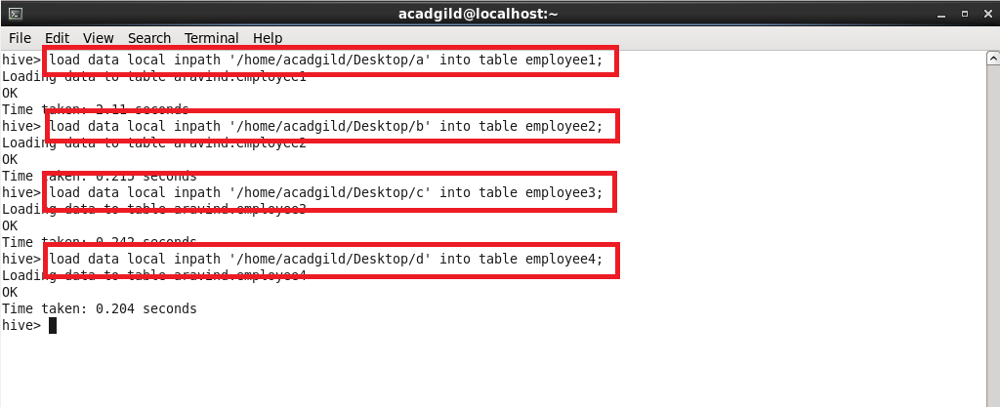 acadgild@localhost:~
File Edit View Search Terminal Help
hive> load data local inpath '/home/acadgild/Desktop/a' into table employee1;
Loading data to table aravind.employee1
OK
Time taken: 2.11 seconds
hive> load data local inpath '/home/acadgild/Desktop/b' into table employee2;
Loading data to table aravind.employee2
OK
Time taken: 0.215 seconds
hive> load data local inpath '/home/acadgild/Desktop/c' into table employee3;
Loading data to table aravind.employee3
OK
Time taken: 0.242 seconds
hive> load data local inpath '/home/acadgild/Desktop/d' into table employee4;
Loading data to table aravind.employee4
OK
Time taken: 0.204 seconds
hive>